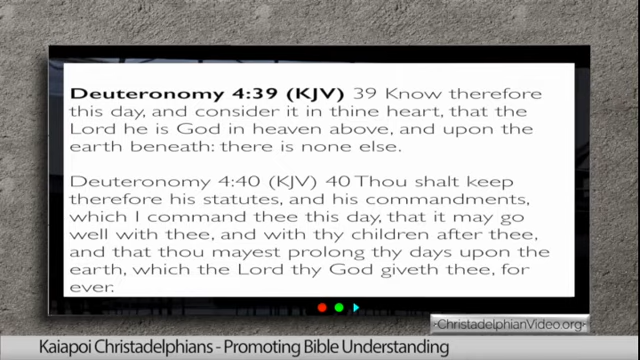 Deuteronomy 4:39 (KJV) 39 Know therefore
this day, and consider it in thine heart, that the
Lord he is God in heaven above, and upon the
earth beneath: there is none else.
Deuteronomy 4:40 (KJV) 40 Thou shalt keep
therefore his statutes, and his commandments,
which I command thee this day, that it may go
well with thee, and with thy children after thee,
and that thou mayest prolong thy days upon the
earth, which the Lord thy God giveth thee, for
ever.
ChristadelphianVideo.org
Kaiapoi Christadelphians - Promoting Bible Understanding